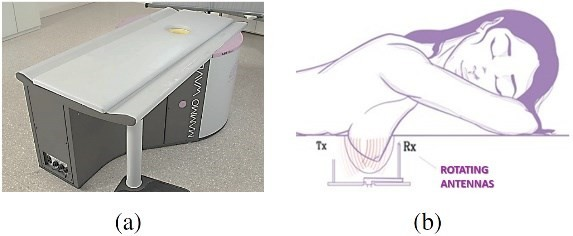 MAMMO WAVE
Tx
Rx
ROTATING
ANTENNAS
(a)
(b)